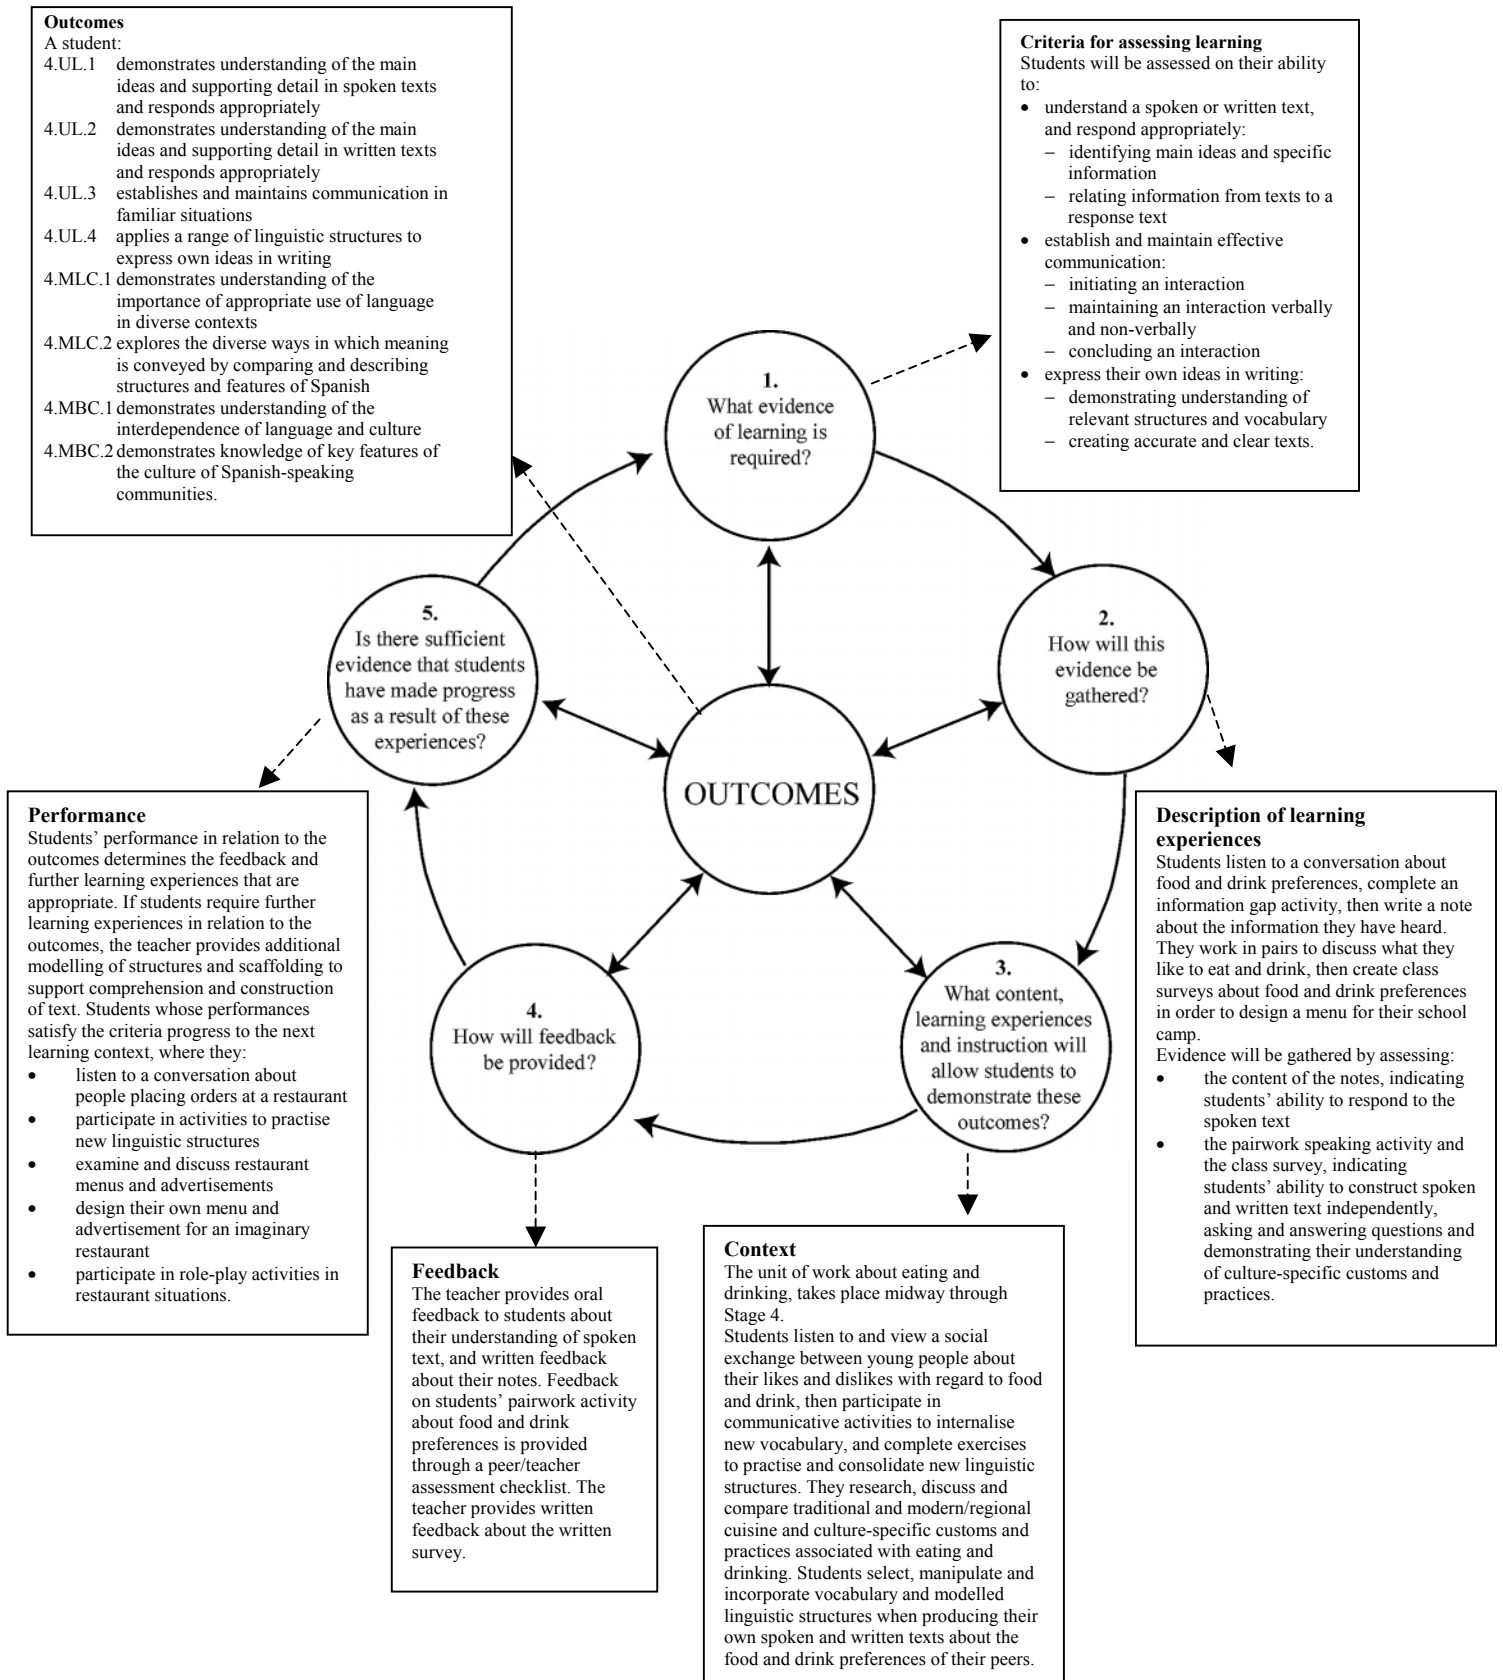 Outcomes
A student:
4.UL.1 demonstrates understanding of the main
ideas and supporting detail in spoken texts
and responds appropriately
4.UL.2 demonstrates understanding of the main
ideas and supporting detail in written texts
and responds appropriately
4.UL.3 establishes and maintains communication in
familiar situations
4.UL.4 applies a range of linguistic structures to
express own ideas in writing
4.MLC.1 demonstrates understanding of the
importance of appropriate use of language
in diverse contexts
4.MLC.2 explores the diverse ways in which meaning
is conveyed by comparing and describing
structures and features of Spanish
4.MBC.1 demonstrates understanding of the
interdependence of language and culture
4.MBC.2 demonstrates knowledge of key features of
the culture of Spanish-speaking
communities.
Criteria for assessing learning
Students will be assessed on their ability
to:
• understand a spoken or written text,
and respond appropriately:
– identifying main ideas and specific
information
– relating information from texts to a
response text
• establish and maintain effective
communication:
– initiating an interaction
– maintaining an interaction verbally
and non-verbally
– concluding an interaction
• express their own ideas in writing:
– demonstrating understanding of
relevant structures and vocabulary
– creating accurate and clear texts.
1.
What evidence
of learning is
required?
2.
How will this
evidence be
gathered?
5.
Is there sufficient
evidence that students
have made progress
as a result of these
experiences?
OUTCOMES
3.
What content,
learning experiences
and instruction will
allow students to
demonstrate these
outcomes?
4.
How will feedback
be provided?
Performance
Students' performance in relation to the
outcomes determines the feedback and
further learning experiences that are
appropriate. If students require further
learning experiences in relation to the
outcomes, the teacher provides additional
modelling of structures and scaffolding to
support comprehension and construction
of text. Students whose performances
satisfy the criteria progress to the next
learning context, where they:
• listen to a conversation about
people placing orders at a restaurant
• participate in activities to practise
new linguistic structures
• examine and discuss restaurant
menus and advertisements
• design their own menu and
advertisement for an imaginary
restaurant
• participate in role-play activities in
restaurant situations.
Feedback
The teacher provides oral
feedback to students about
their understanding of spoken
text, and written feedback
about their notes. Feedback
on students' pairwork activity
about food and drink
preferences is provided
through a peer/teacher
assessment checklist. The
teacher provides written
feedback about the written
survey.
Context
The unit of work about eating and
drinking, takes place midway through
Stage 4.
Students listen to and view a social
exchange between young people about
their likes and dislikes with regard to food
and drink, then participate in
communicative activities to internalise
new vocabulary, and complete exercises
to practise and consolidate new linguistic
structures. They research, discuss and
compare traditional and modern/regional
cuisine and culture-specific customs and
practices associated with eating and
drinking. Students select, manipulate and
incorporate vocabulary and modelled
linguistic structures when producing their
own spoken and written texts about the
food and drink preferences of their peers.
Description of learning
experiences
Students listen to a conversation about
food and drink preferences, complete an
information gap activity, then write a note
about the information they have heard.
They work in pairs to discuss what they
like to eat and drink, then create class
surveys about food and drink preferences
in order to design a menu for their school
camp.
Evidence will be gathered by assessing:
• the content of the notes, indicating
students' ability to respond to the
spoken text
• the pairwork speaking activity and
the class survey, indicating
students' ability to construct spoken
and written text independently,
asking and answering questions and
demonstrating their understanding
of culture-specific customs and
practices.